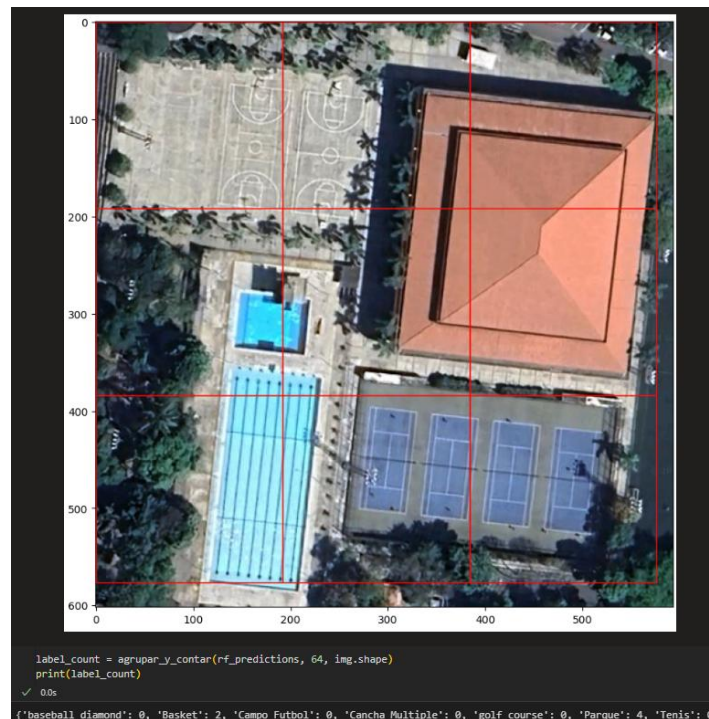 0
100
200
300
400
500
600
0 100 200 300 400 500
label_count = agrupar_y_contar(rf_predictions, 64, img.shape)
print(label_count)
✓ 0.0s
{'baseball diamond': 0, 'Basket': 2, 'Campo Futbol': 0, 'Cancha Multiple': 0, 'golf course': 0, 'Parque': 4, 'Tenis':